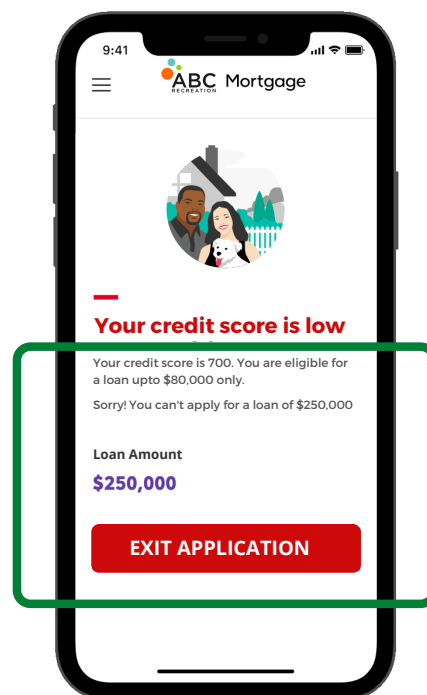 9:41
ABC Mortgage
RECREATION
Your credit score is low
Your credit score is 700. You are eligible for
a loan upto $80,000 only.
Sorry! You can't apply for a loan of $250,000
Loan Amount
$250,000
EXIT APPLICATION